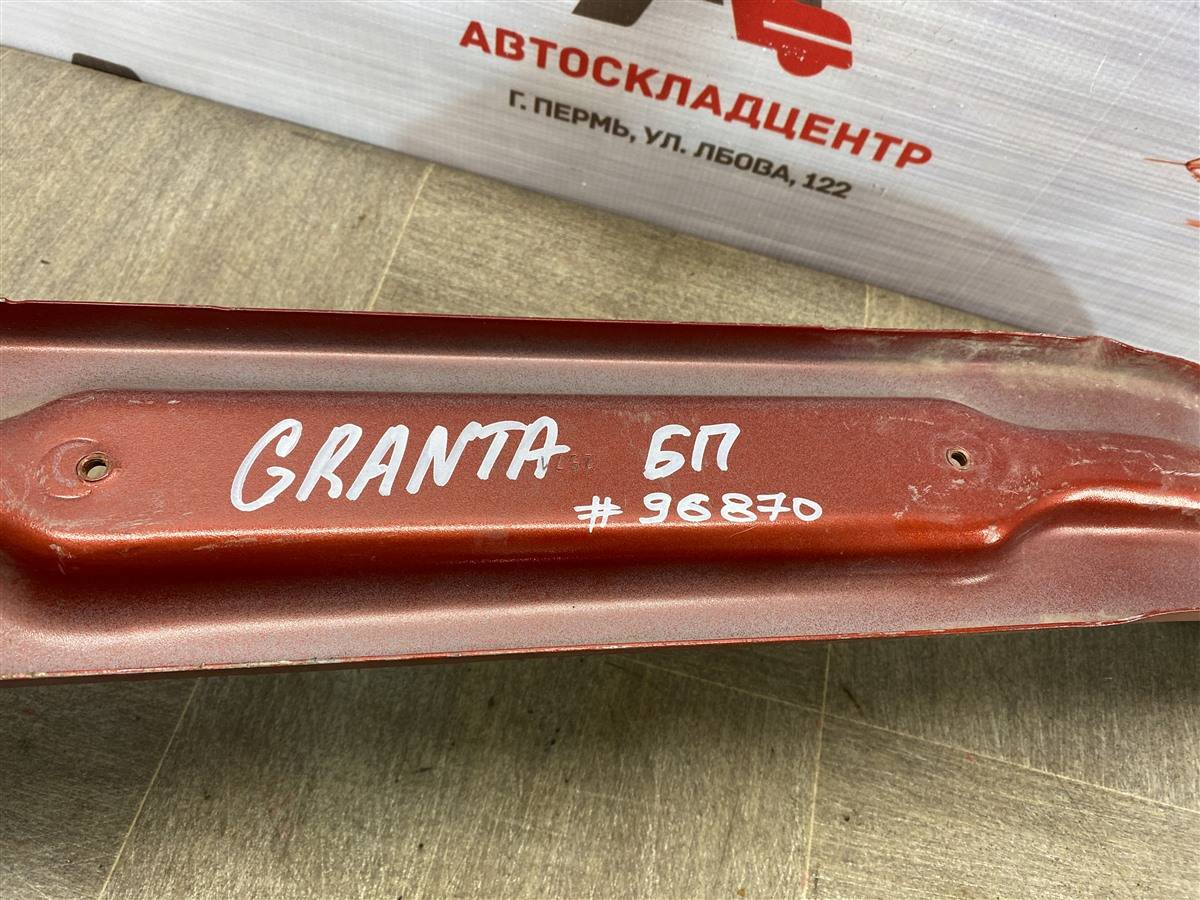 АВТОСКЛАДЦЕНТР
Г. ПЕРМЬ, УЛ. ЛБОВА, 122
GRANTA БП
# 96870